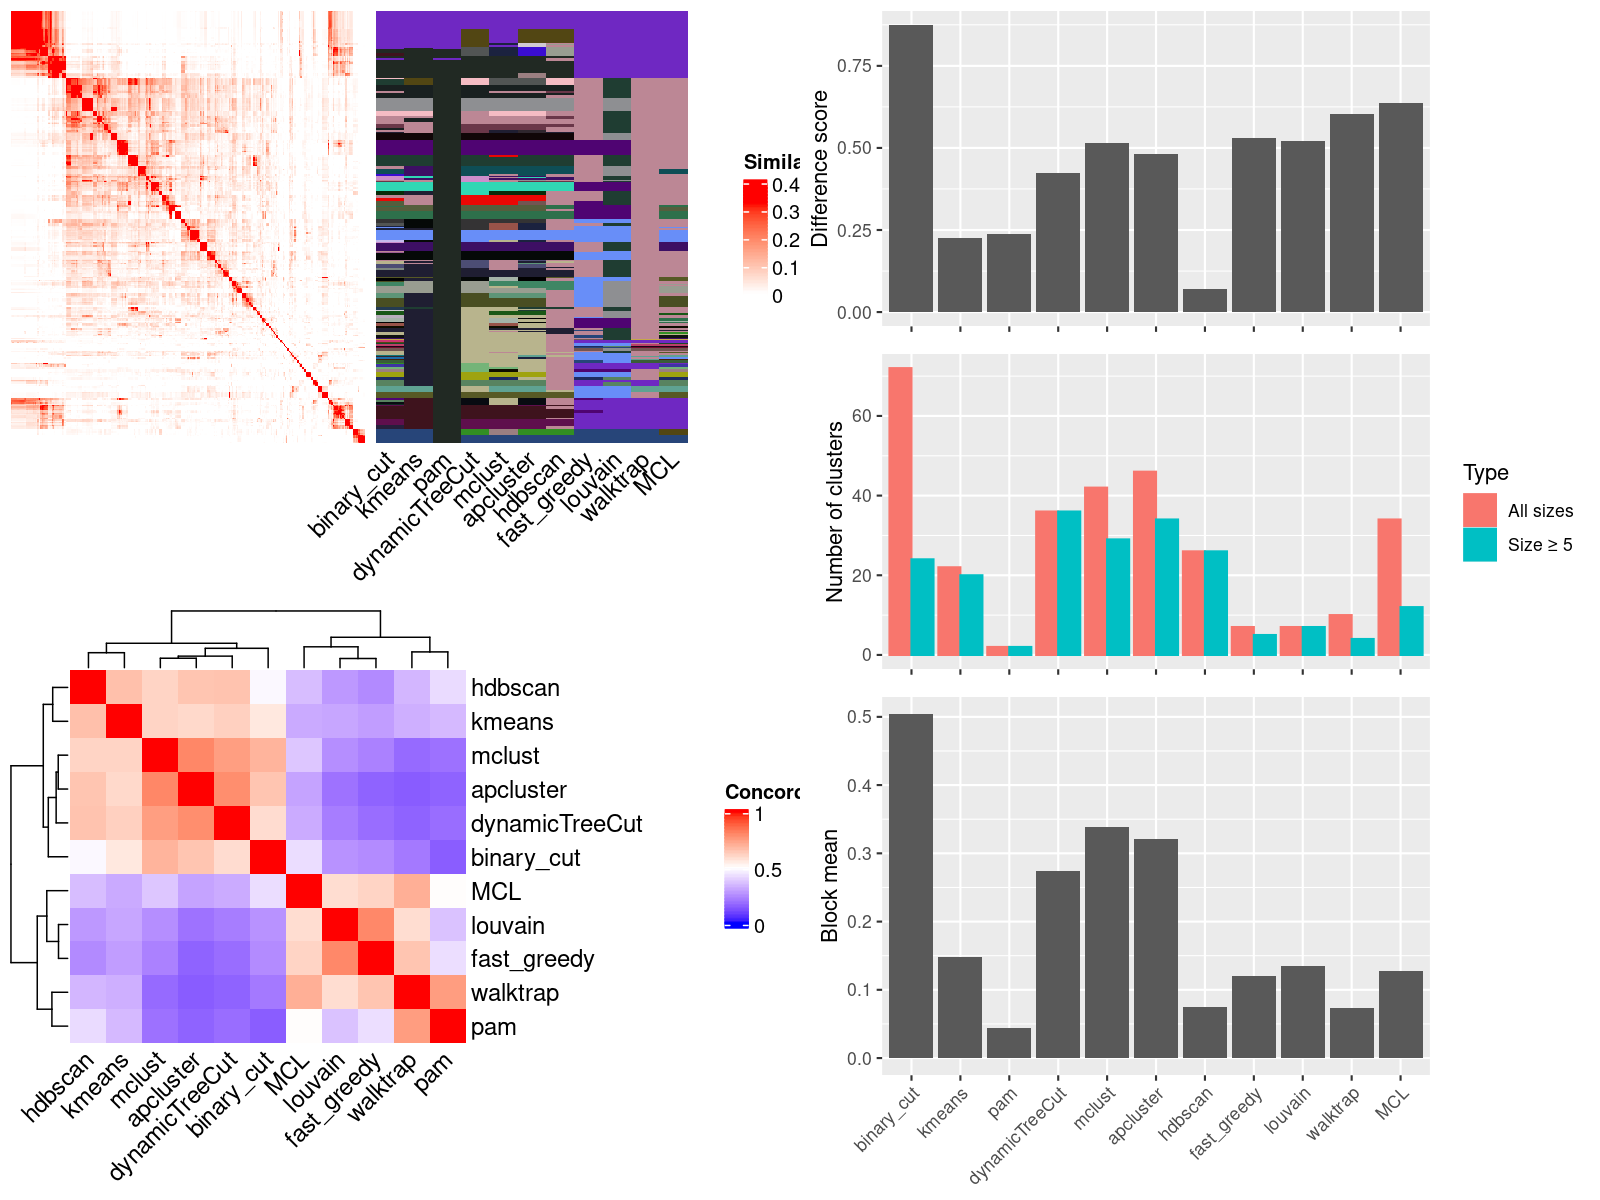 Simila
0.4
0.3
0.2
0.1
0
binary_cut
kmeans
pam
dynamicTreeCut
mclust
apcluster
hdbscan
fast_greedy
louvain
walktrap
MCL
Difference score
0.75
0.50
0.25
0.00
Number of clusters
60
40
20
0
Type
All sizes
Size ≥ 5
hdbscan
kmeans
mclust
apcluster
dynamicTreeCut
binary_cut
MCL
louvain
fast_greedy
walktrap
pam
hdbscan
kmeans
mclust
apcluster
dynamicTreeCut
binary_cut
MCL
louvain
fast_greedy
walktrap
pam
Concord
1
0.5
0
Block mean
0.5
0.4
0.3
0.2
0.1
0.0
binary_cut
kmeans
pam
dynamicTreeCut
mclust
apcluster
hdbscan
fast_greedy
louvain
walktrap
MCL